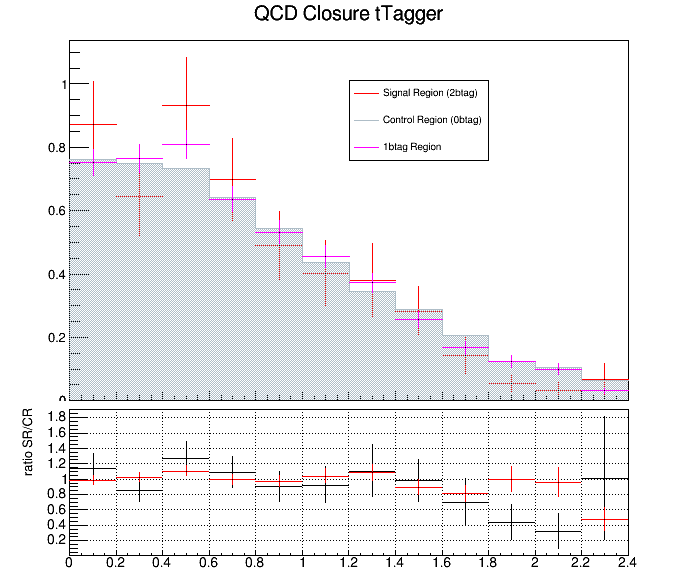 QCD Closure tTagger
1
0.8
0.6
0.4
0.2
0
Signal Region (2btag)
Control Region (0btag)
1btag Region
ratio SR/CR
1.8
1.6
1.4
1.2
1
0.8
0.6
0.4
0.2
0 0.2 0.4 0.6 0.8 1 1.2 1.4 1.6 1.8 2 2.2 2.4